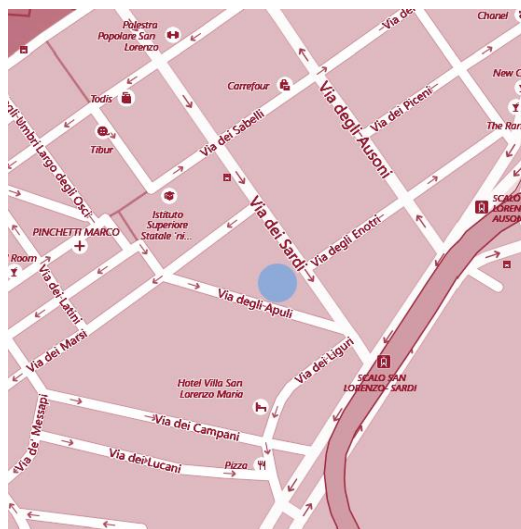 Palestra
Popolare San
Lorenzo
Chanel
Via dei
Todis
Carrefour
Via degli Ausoni
Via dei Piceni
New C
The Ra
Tibur
Via dei Sabelli
Largo degli Osci
Istituto
Superiore
Statale 'ni...
Via dei Sardi
SCALO
LORENZO
AUSON
PINCHETTI MARCO
Via degli Enotri
Room
Via dei Latini
Via degli Apuli
Via dei Marsi
Via dei Liguri
SCALO SAN
LORENZO- SARDI
Hotel Villa San
Lorenzo Maria
Via de' Messapi
Via dei Campani
Via dei Lucani
Pizza